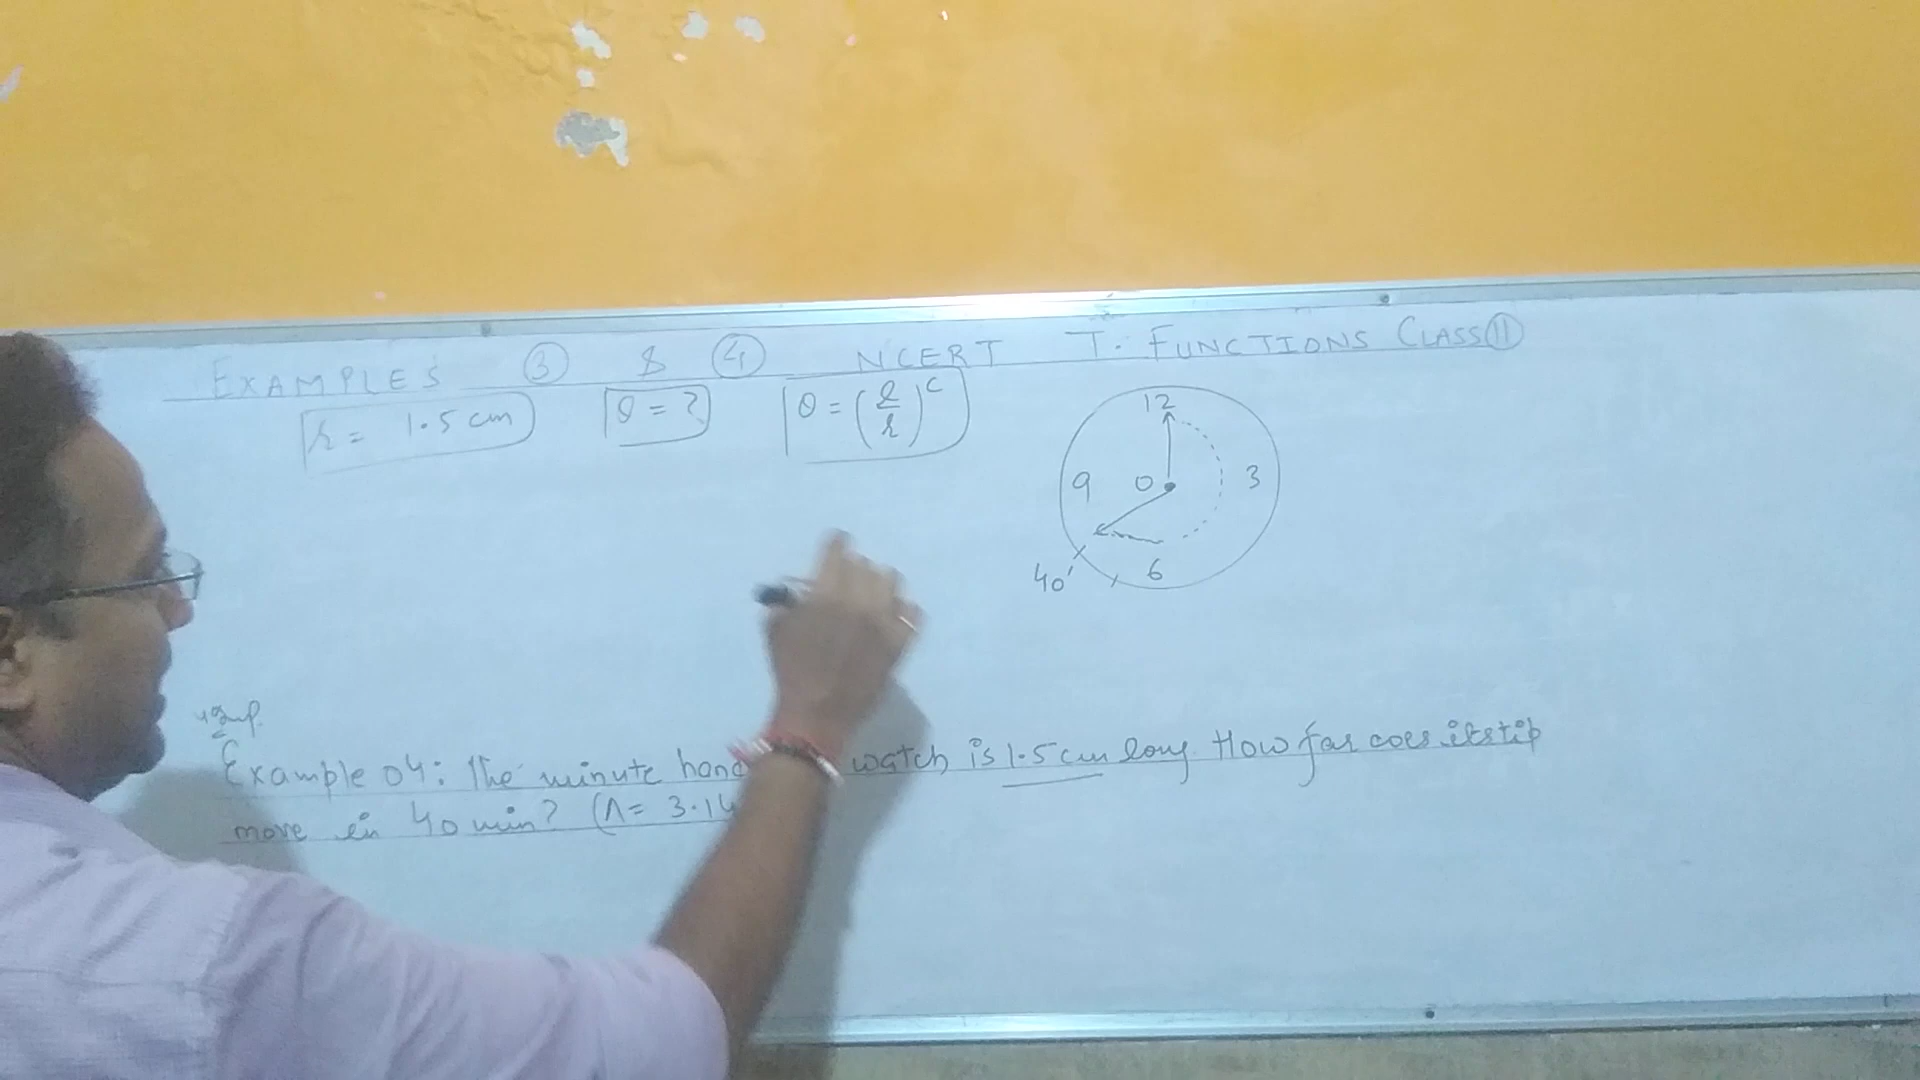 EXAMPLES ③ & ④ NCERT T. FUNCTIONS CLASS ⑪
r = 1.5 cm θ = ? θ = (l/r)^c
12
9 O 3
6
40'
Imp.
Example 04: The minute hand watch is 1.5 cm long How far does its tip
move in 40 min? (π = 3.14